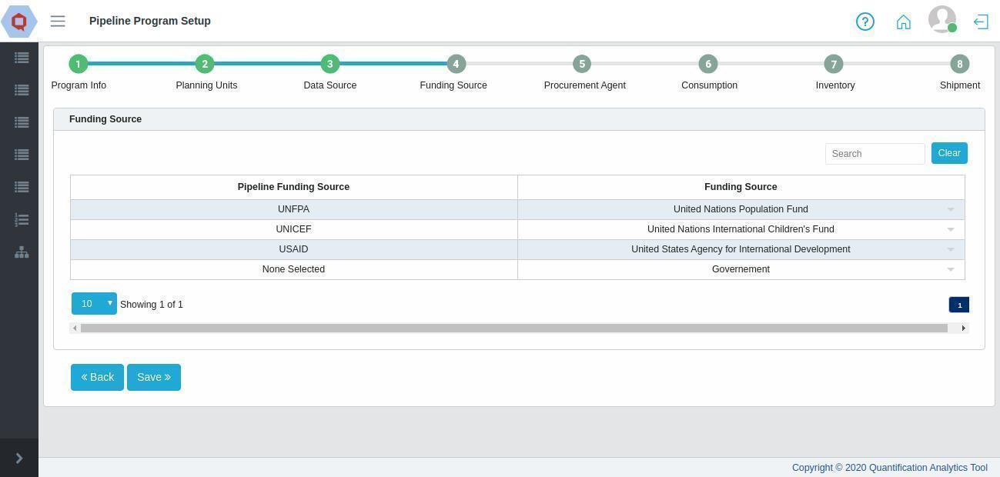 Pipeline Program Setup
?
1 2 3 4 5 6 7 8
Program Info Planning Units Data Source Funding Source Procurement Agent Consumption Inventory Shipment
Funding Source
Search Clear
Pipeline Funding Source Funding Source
UNFPA United Nations Population Fund
UNICEF United Nations International Children's Fund
USAID United States Agency for International Development
None Selected Governement
10 Showing 1 of 1 1
« Back Save »
Copyright © 2020 Quantification Analytics Tool